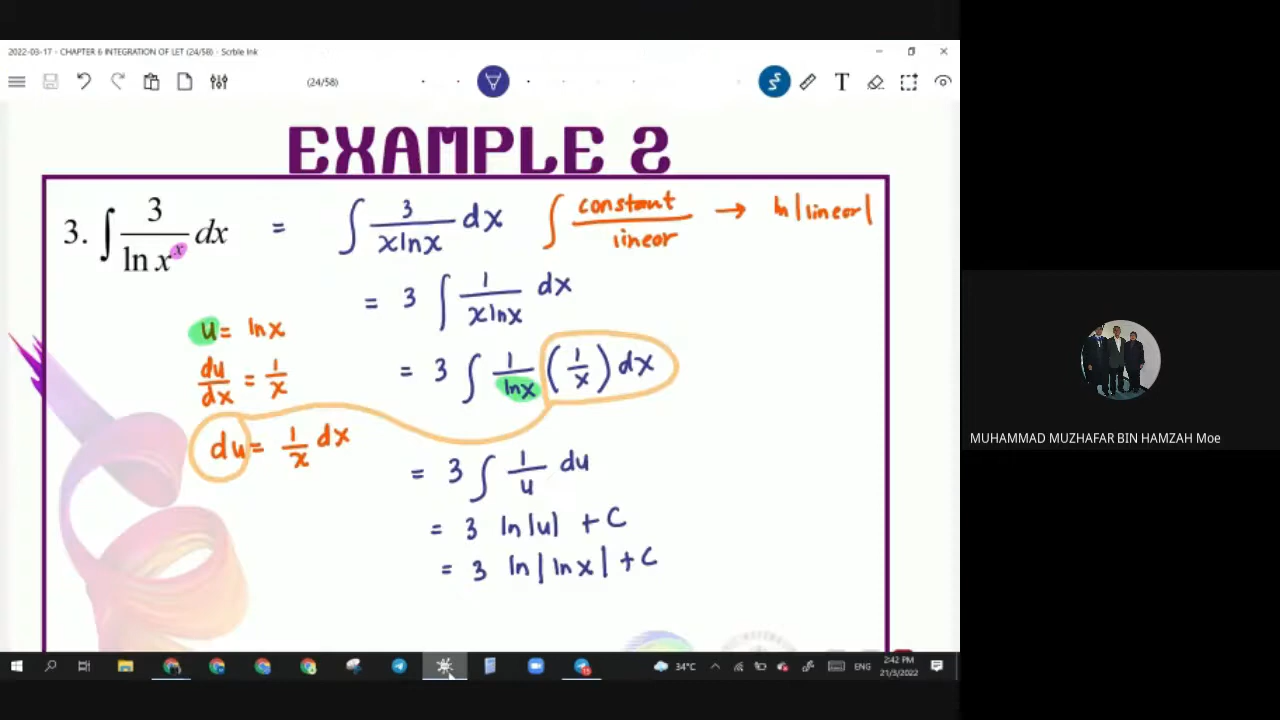 2022-03-17 - CHAPTER 6 INTEGRATION OF LET (24/58) - Scrble Ink
(24/58)
T
EXAMPLE 2
3. ∫ 3/(ln x^x) dx = ∫ 3/(x ln x) dx ∫ constant/linear → ln|linear|
= 3 ∫ 1/(x ln x) dx
u = ln x
= 3 ∫ 1/(ln x) (1/x) dx
du/dx = 1/x
du = 1/x dx
= 3 ∫ 1/u du
= 3 ln|u| + C
= 3 ln|ln x| + C
MUHAMMAD MUZHAFAR BIN HAMZAH Moe
34°C
ENG
2:42 PM
21/3/2022